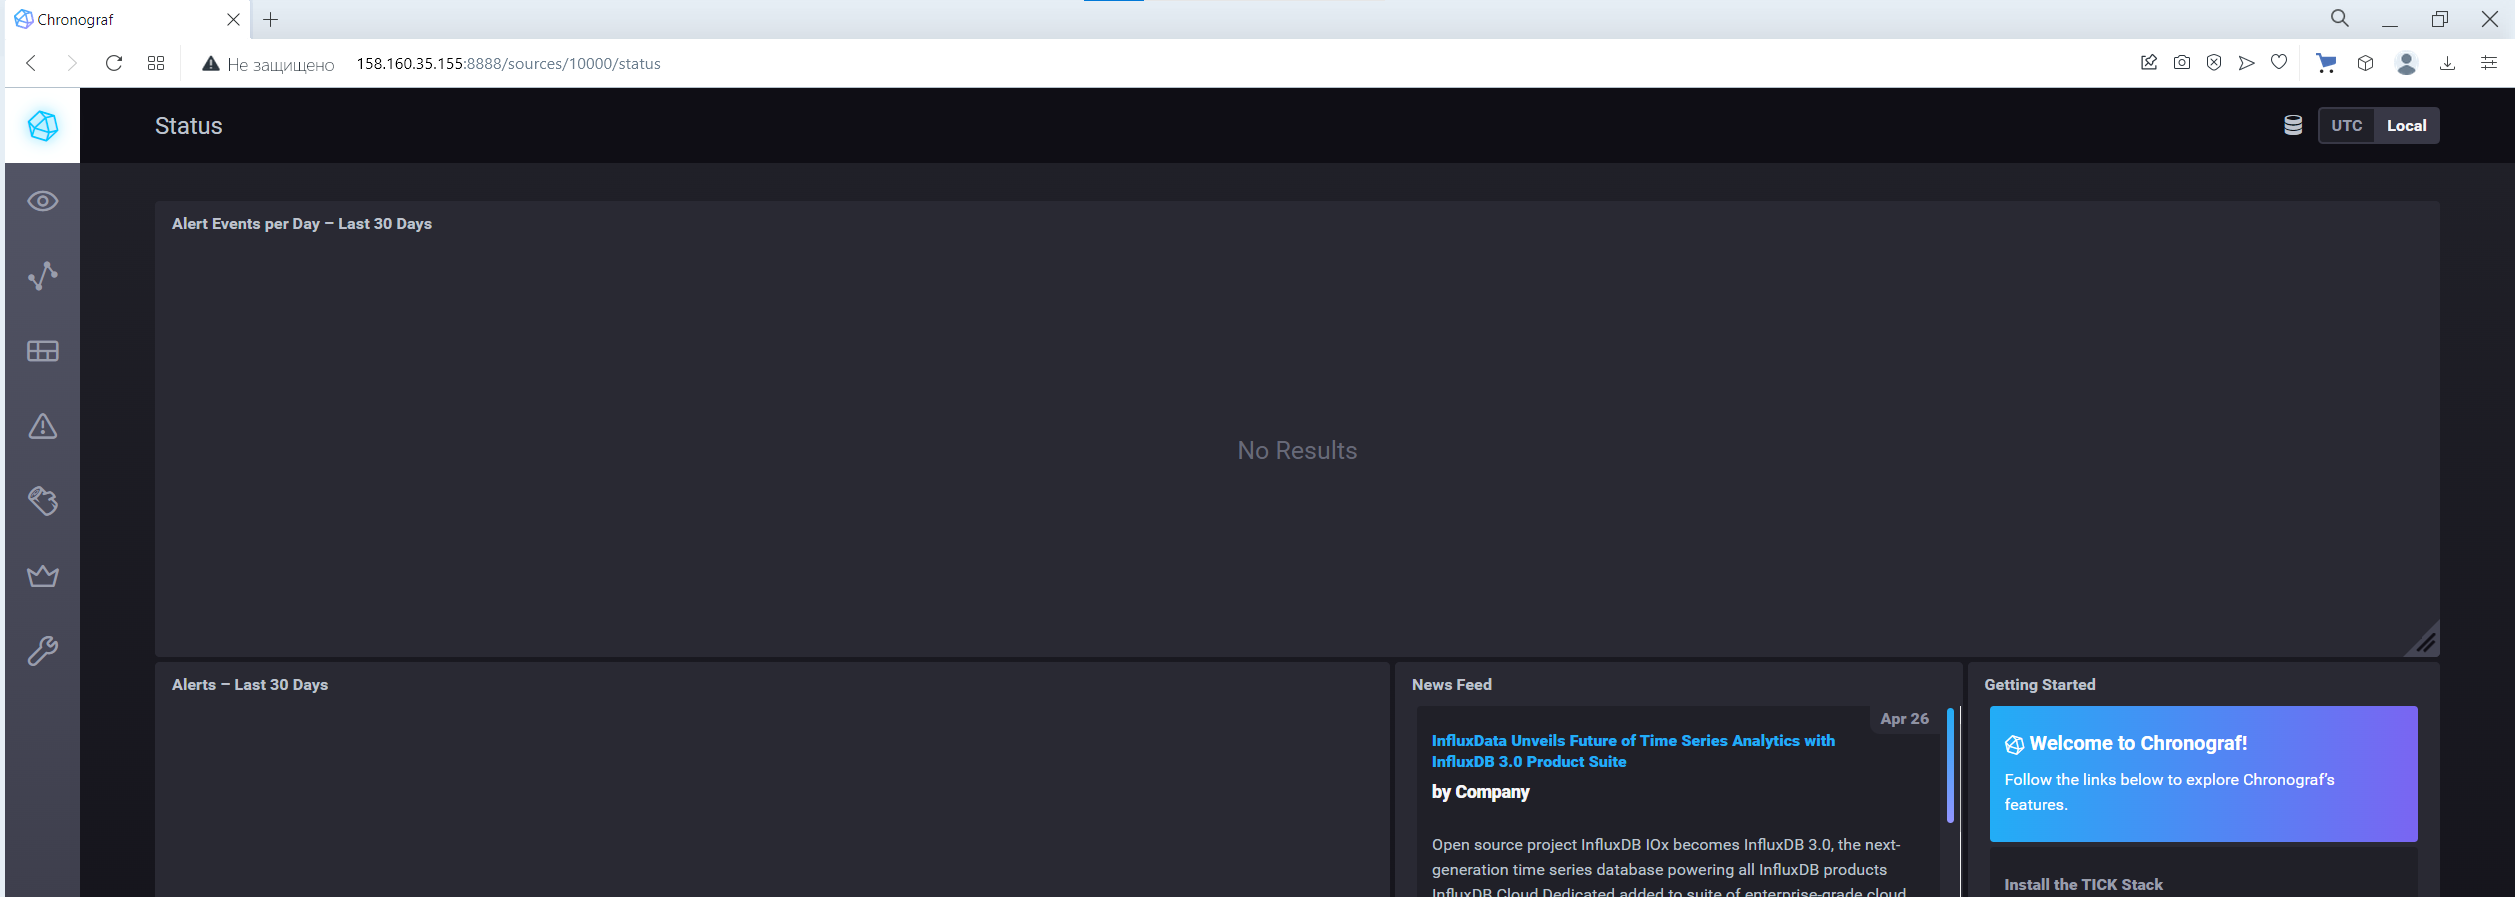 Chronograf
Не защищено 158.160.35.155:8888/sources/10000/status
Status
UTC Local
Alert Events per Day – Last 30 Days
No Results
Alerts – Last 30 Days
News Feed
Apr 26
InfluxData Unveils Future of Time Series Analytics with
InfluxDB 3.0 Product Suite
by Company
Open source project InfluxDB IOx becomes InfluxDB 3.0, the next-
generation time series database powering all InfluxDB products
InfluxDB Cloud Dedicated added to suite of enterprise-grade cloud
Getting Started
Welcome to Chronograf!
Follow the links below to explore Chronograf's
features.
Install the TICK Stack